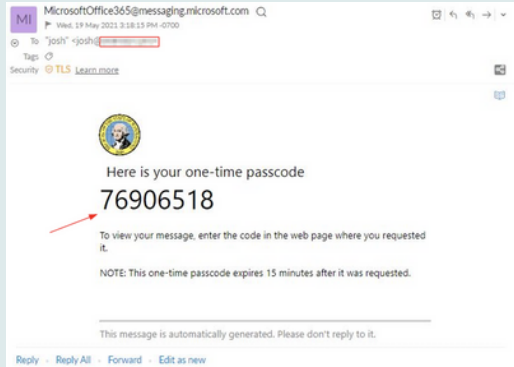 MI
MicrosoftOffice365@messaging.microsoft.com
Wed, 19 May 2021 3:18:15 PM -0700
To "josh" <josh@
Tags
Security TLS Learn more
Here is your one-time passcode
76906518
To view your message, enter the code in the web page where you requested
it.
NOTE: This one-time passcode expires 15 minutes after it was requested.
This message is automatically generated. Please don't reply to it.
Reply Reply All Forward Edit as new